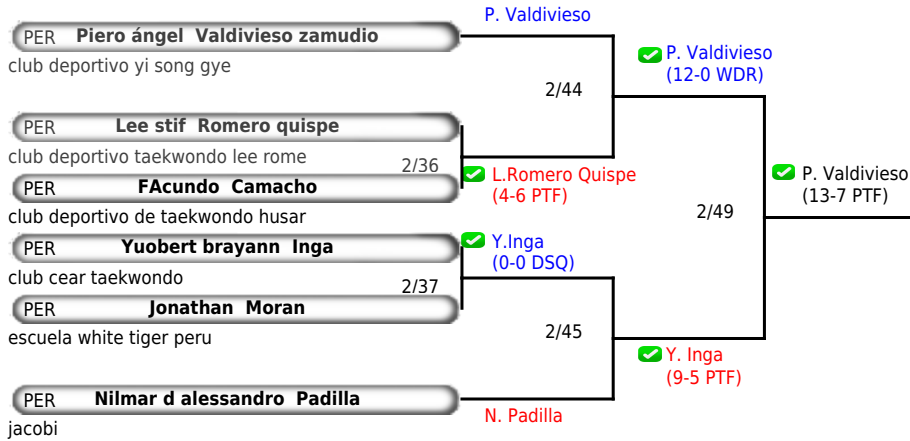 P. Valdivieso
PER Piero ángel Valdivieso zamudio
club deportivo yi song gye
P. Valdivieso
(12-0 WDR)
2/44
PER Lee stif Romero quispe
club deportivo taekwondo lee rome
2/36
L.Romero Quispe
(4-6 PTF)
PER FAcundo Camacho
club deportivo de taekwondo husar
P. Valdivieso
(13-7 PTF)
2/49
PER Yuobert brayann Inga
club cear taekwondo
Y.Inga
(0-0 DSQ)
2/37
PER Jonathan Moran
escuela white tiger peru
2/45
Y. Inga
(9-5 PTF)
PER Nilmar d alessandro Padilla
jacobi
N. Padilla